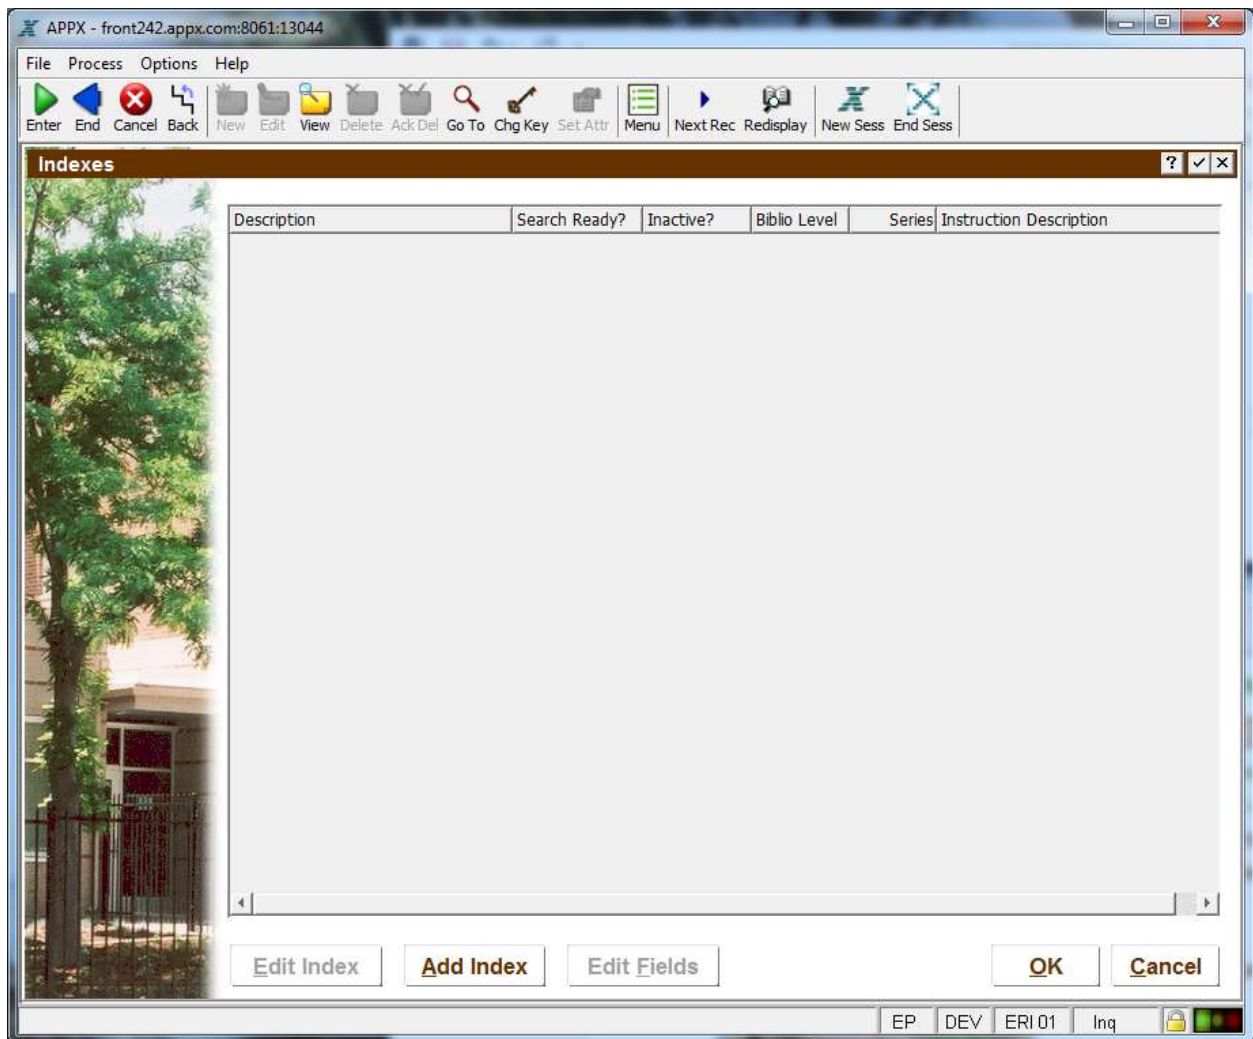 APPX - front242.appx.com:8061:13044
File Process Options Help
Enter End Cancel Back New Edit View Delete Ack Del Go To Chg Key Set Attr Menu Next Rec Redisplay New Sess End Sess
Indexes
Description Search Ready? Inactive? Biblio Level Series Instruction Description
Edit Index Add Index Edit Fields OK Cancel
EP DEV ERI 01 Inq